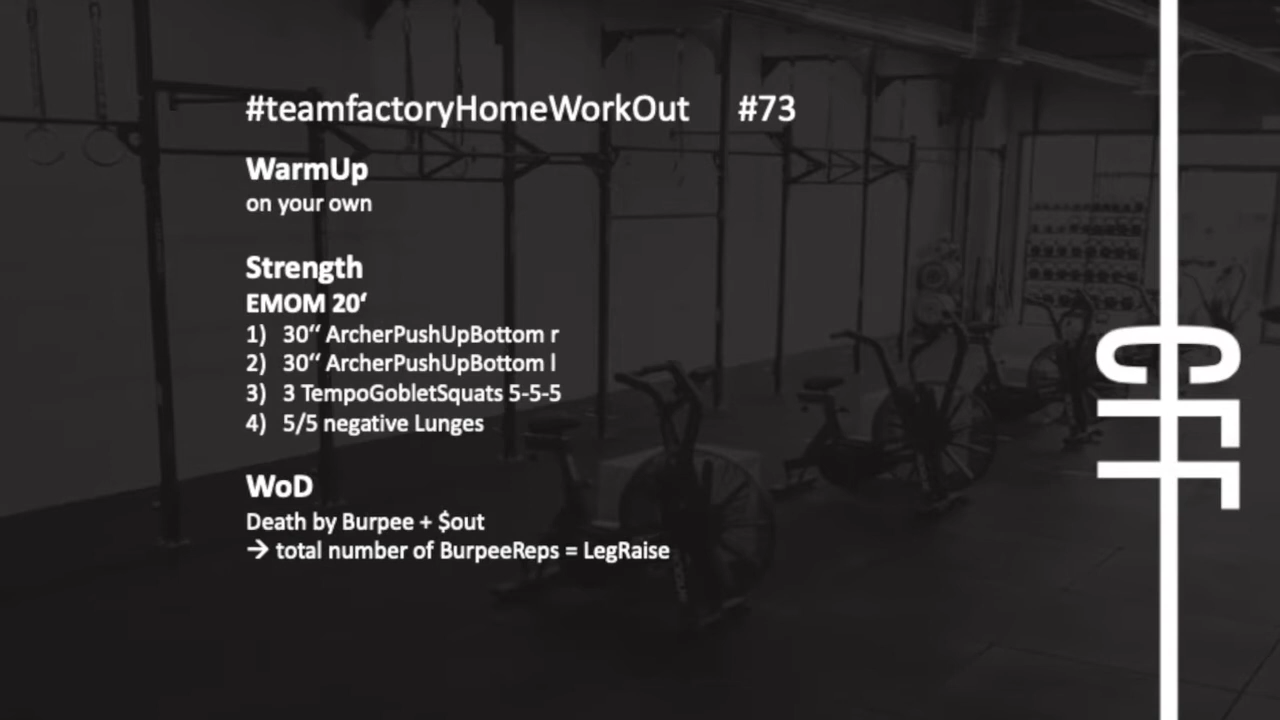 #teamfactoryHomeWorkOut #73
WarmUp
on your own
Strength
EMOM 20‘
1) 30“ ArcherPushUpBottom r
2) 30“ ArcherPushUpBottom l
3) 3 TempoGobletSquats 5-5-5
4) 5/5 negative Lunges
WoD
Death by Burpee + $out
→ total number of BurpeeReps = LegRaise
CFF